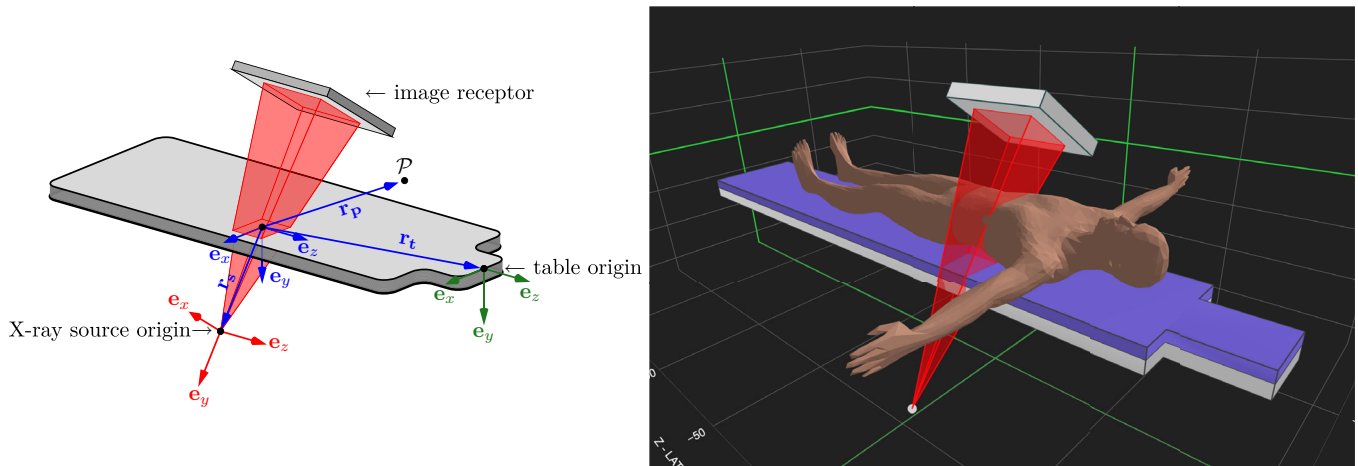 ← image receptor
𝒫
r_p
e_x
e_z
r_t
r_s
e_y
← table origin
e_x
e_z
e_y
e_x
X-ray source origin→
e_z
e_y
0
−50
Z - LAT